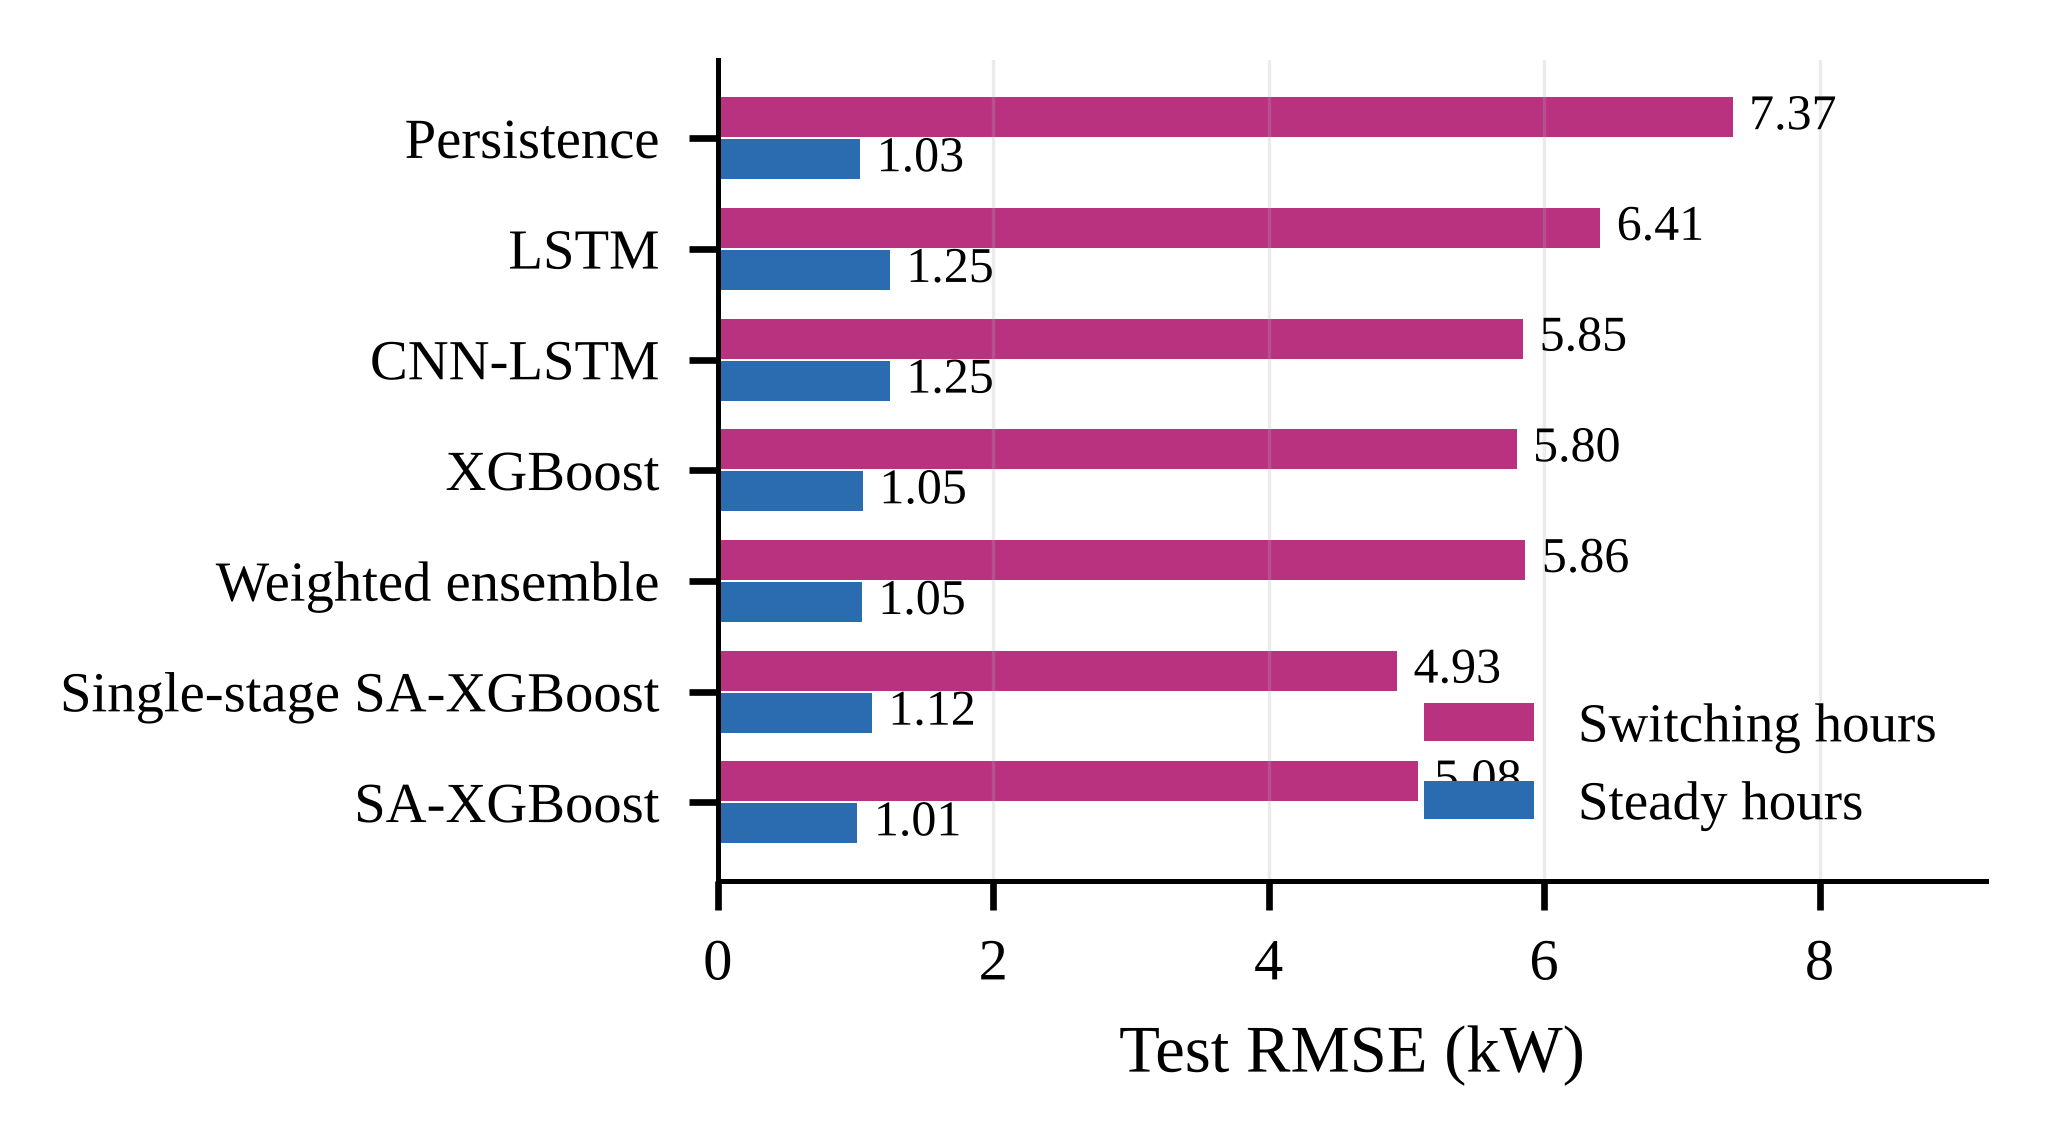 Persistence
7.37
1.03
LSTM
6.41
1.25
CNN-LSTM
5.85
1.25
XGBoost
5.80
1.05
Weighted ensemble
5.86
1.05
Single-stage SA-XGBoost
4.93
1.12
SA-XGBoost
5.08
1.01
Switching hours
Steady hours
0 2 4 6 8
Test RMSE (kW)